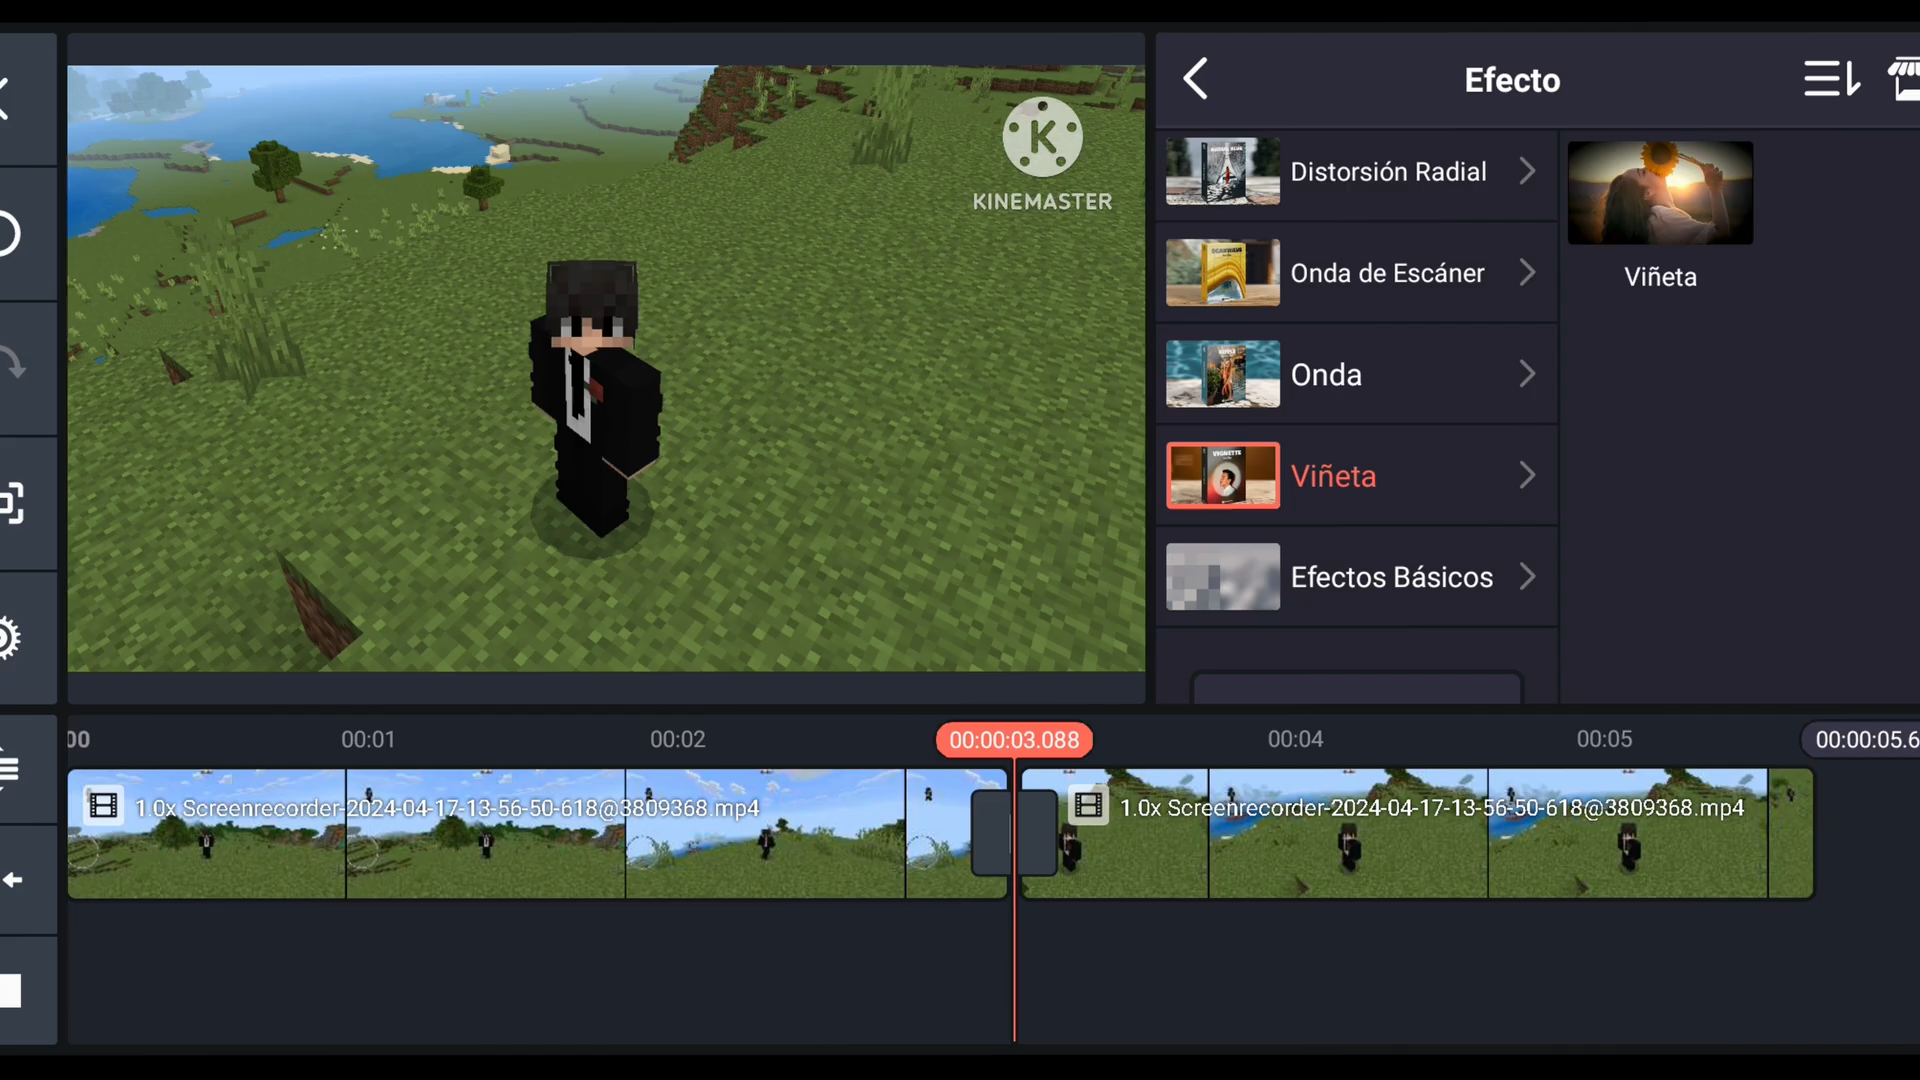 KINEMASTER
Efecto
Distorsión Radial
Onda de Escáner
Onda
Viñeta
Efectos Básicos
Viñeta
00
00:01
00:02
00:00:03.088
00:04
00:05
00:00:05.6
1.0x Screenrecorder-2024-04-17-13-56-50-618@3809368.mp4
1.0x Screenrecorder-2024-04-17-13-56-50-618@3809368.mp4
VIGNETTE